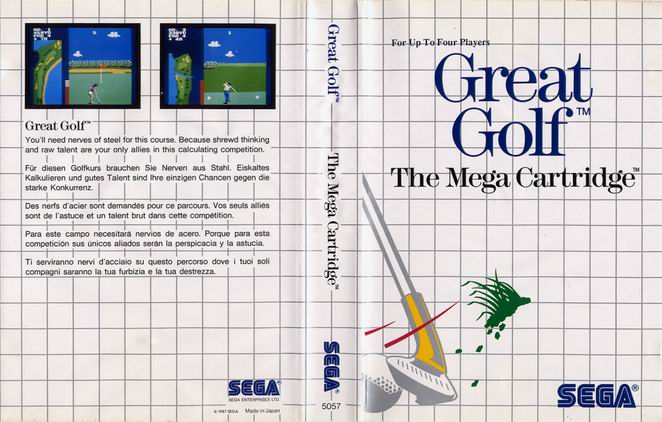 Great Golf™
You'll need nerves of steel for this course. Because shrewd thinking
and raw talent are your only allies in this calculating competition.
Für diesen Golfkurs brauchen Sie Nerven aus Stahl. Eiskaltes
Kalkulieren und gutes Talent sind Ihre einzigen Chancen gegen die
starke Konkurrenz.
Des nerfs d'acier sont demandés pour ce parcours. Vos seuls alliés
sont de l'astuce et un talent brut dans cette compétition.
Para este campo necesitará nervios de acero. Porque para esta
competición sus únicos aliados serán la perspicacia y la astucia.
Ti serviranno nervi d'acciaio su questo percorso dove i tuoi soli
compagni saranno la tua furbizia e la tua destrezza.
SEGA®
SEGA ENTERPRISES LTD.
© 1987 SEGA Made in Japan
Great Golf™
The Mega Cartridge™
SEGA®
5057
For Up To Four Players
Great
Golf™
The Mega Cartridge™
SEGA®